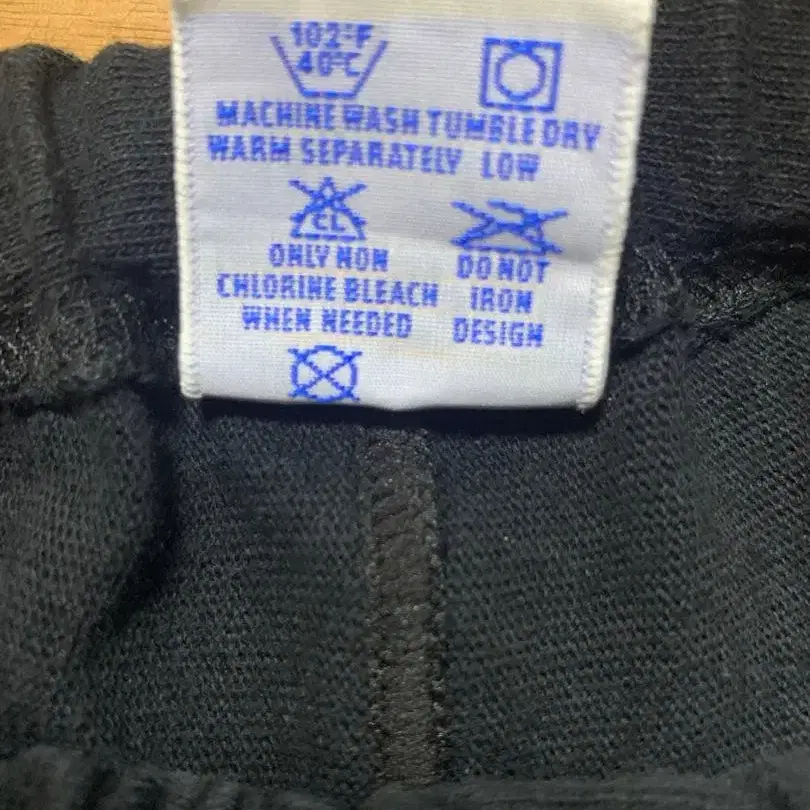 102°F
40°C
MACHINE WASH TUMBLE DRY
WARM SEPARATELY LOW
CL
ONLY NON
CHLORINE BLEACH
WHEN NEEDED
DO NOT
IRON
DESIGN